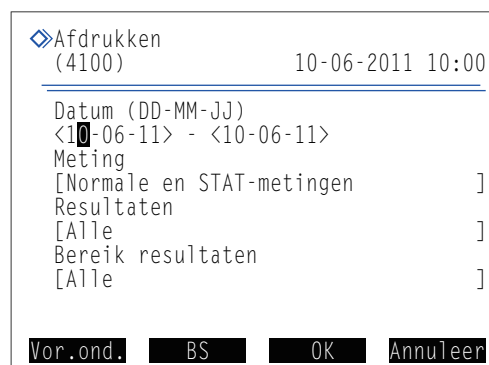 Afdrukken
(4100) 10-06-2011 10:00
Datum (DD-MM-JJ)
<10-06-11> - <10-06-11>
Meting
[Normale en STAT-metingen ]
Resultaten
[Alle ]
Bereik resultaten
[Alle ]
Vor.ond. BS OK Annuleer